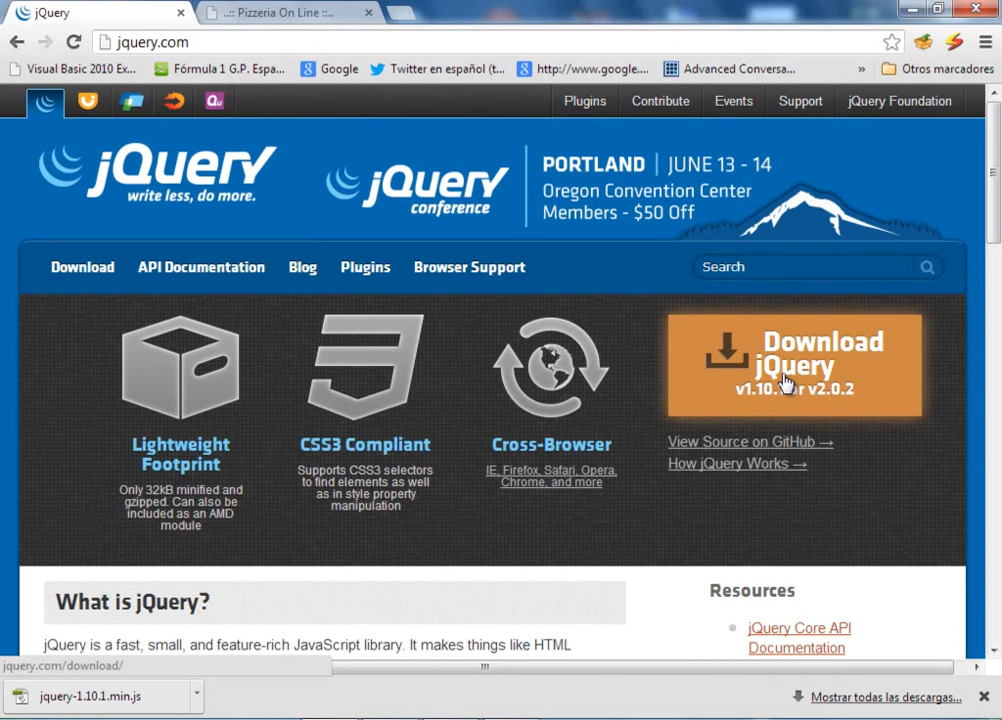 jQuery
..:: Pizzeria On Line ::..
jquery.com
Visual Basic 2010 Ex...
Fórmula 1 G.P. Espa...
Google
Twitter en español (t...
http://www.google....
Advanced Conversa...
»
Otros marcadores
Qu
Plugins
Contribute
Events
Support
jQuery Foundation
jQuery
write less, do more.
jQuery
conference
PORTLAND | JUNE 13 - 14
Oregon Convention Center
Members - $50 Off
Download
API Documentation
Blog
Plugins
Browser Support
Search
Lightweight
Footprint
Only 32kB minified and
gzipped. Can also be
included as an AMD
module
CSS3 Compliant
Supports CSS3 selectors
to find elements as well
as in style property
manipulation
Cross-Browser
IE, Firefox, Safari, Opera,
Chrome, and more
Download
jQuery
v1.10. r v2.0.2
View Source on GitHub →
How jQuery Works →
What is jQuery?
jQuery is a fast, small, and feature-rich JavaScript library. It makes things like HTML
Resources
jQuery Core API
Documentation
jquery.com/download/
jquery-1.10.1.min.js
Mostrar todas las descargas...